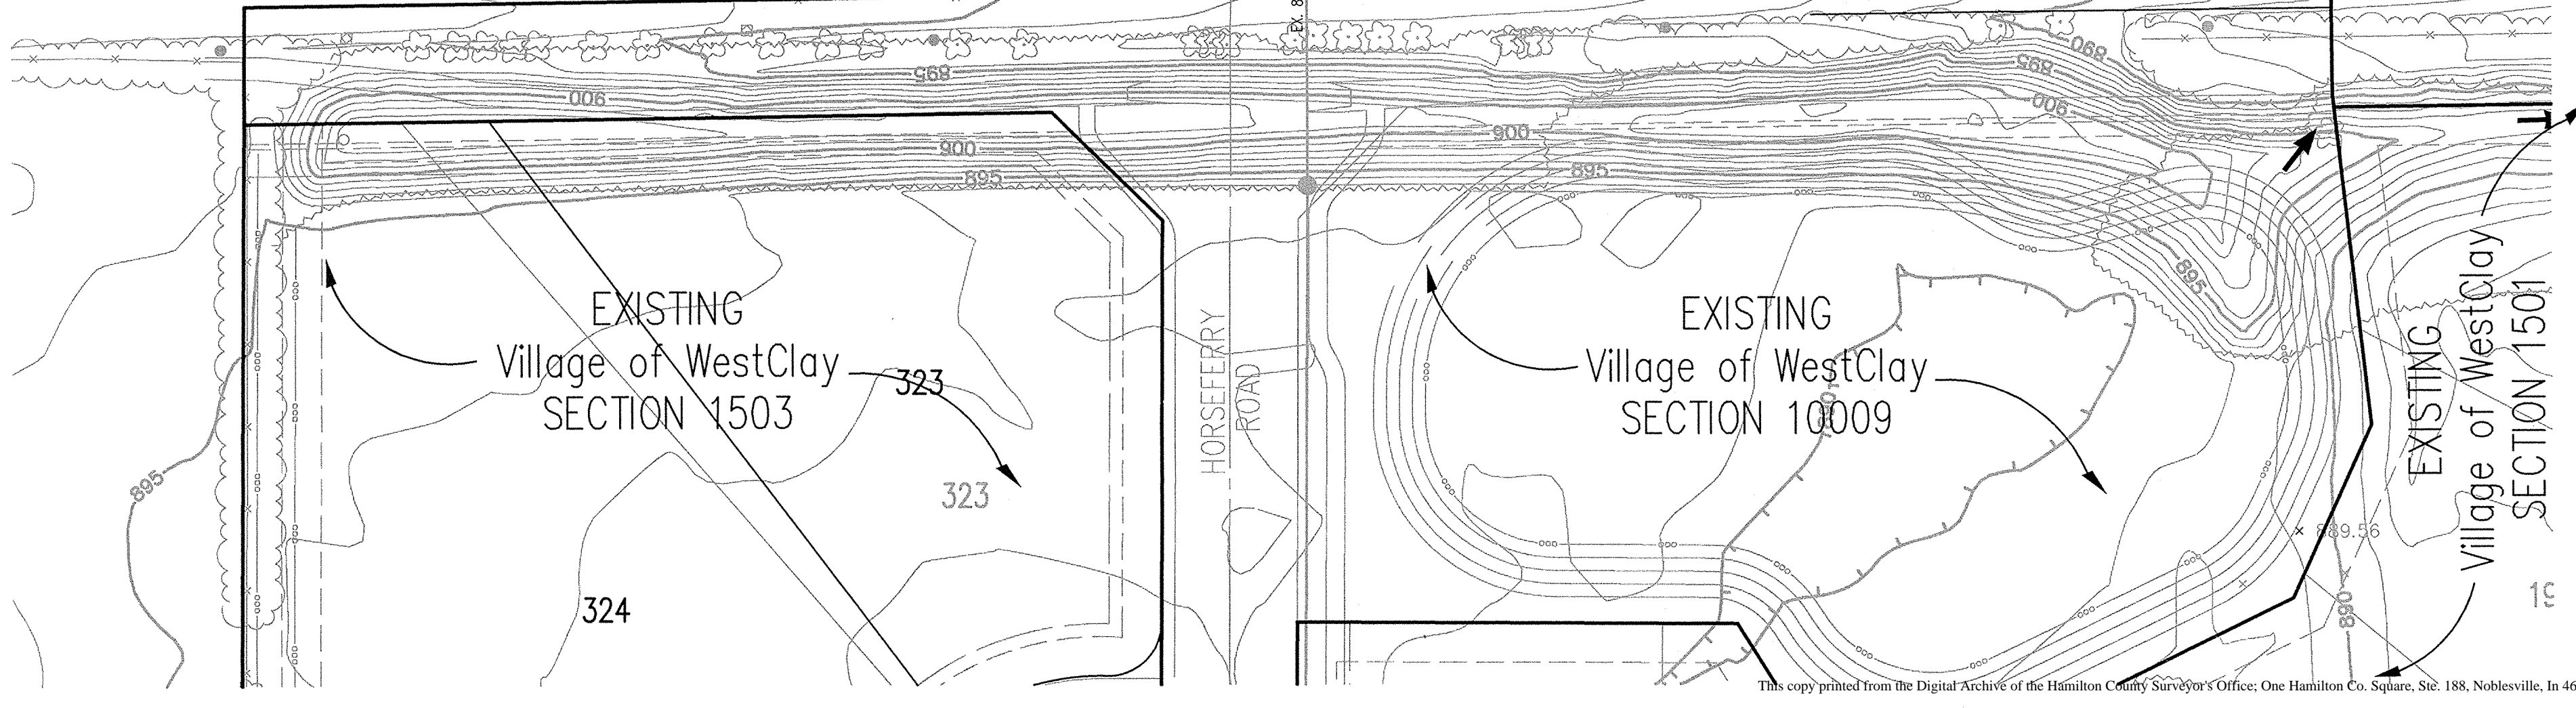 EX. 8
895
900
900
895
EXISTING
Village of WestClay
SECTION 1503
323
323
324
895
HORSEFERRY
ROAD
900
895
890
895
900
895
EXISTING
Village of WestClay
SECTION 10009
889.56
890
EXISTING
Village of WestClay
SECTION 1501
19
This copy printed from the Digital Archive of the Hamilton County Surveyor's Office; One Hamilton Co. Square, Ste. 188, Noblesville, In 46